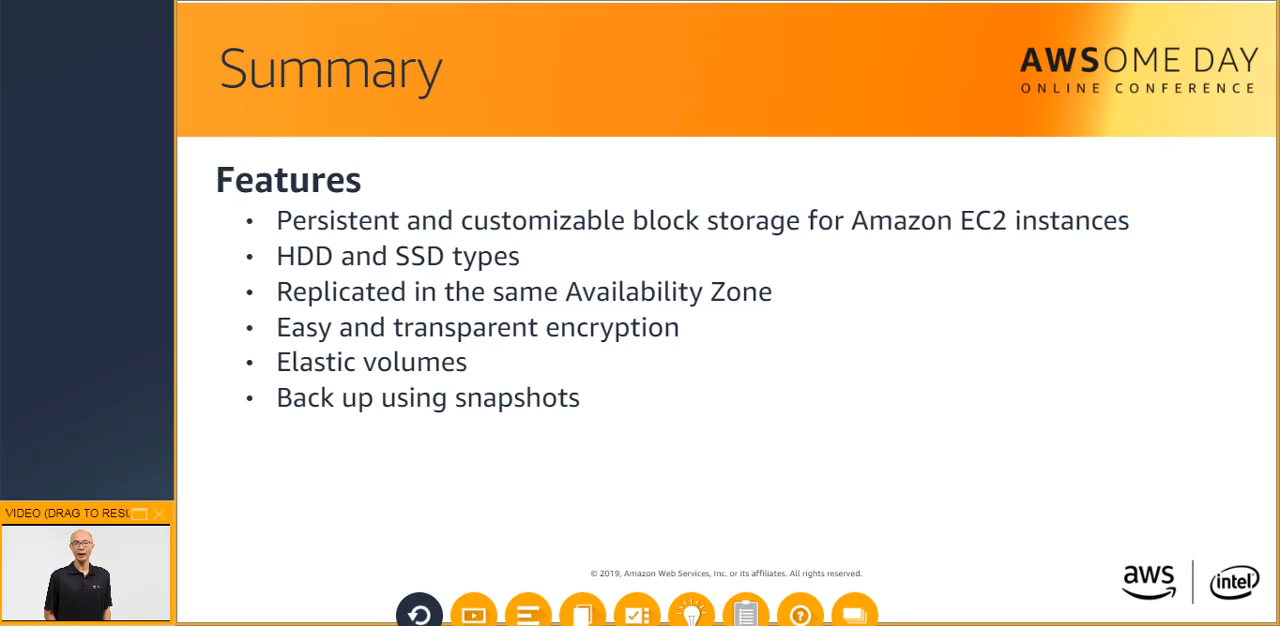 Summary
AWSOME DAY
ONLINE CONFERENCE
Features
• Persistent and customizable block storage for Amazon EC2 instances
• HDD and SSD types
• Replicated in the same Availability Zone
• Easy and transparent encryption
• Elastic volumes
• Back up using snapshots
VIDEO (DRAG TO RESI
© 2019, Amazon Web Services, Inc. or its affiliates. All rights reserved.
aws
intel